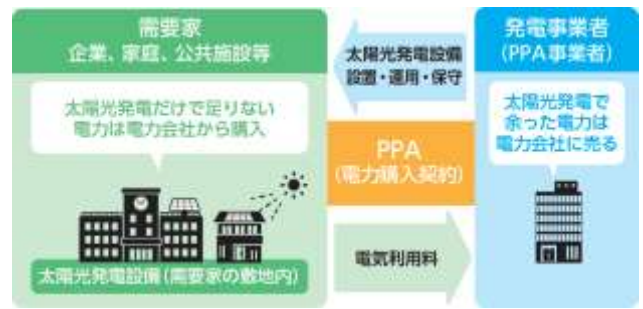 需要家
企業、家庭、公共施設等
太陽光発電だけで足りない
電力は電力会社から購入
太陽光発電設備(需要家の敷地内)
太陽光発電設備
設置・運用・保守
PPA
(電力購入契約)
電気利用料
発電事業者
(PPA事業者)
太陽光発電で
余った電力は
電力会社に売る